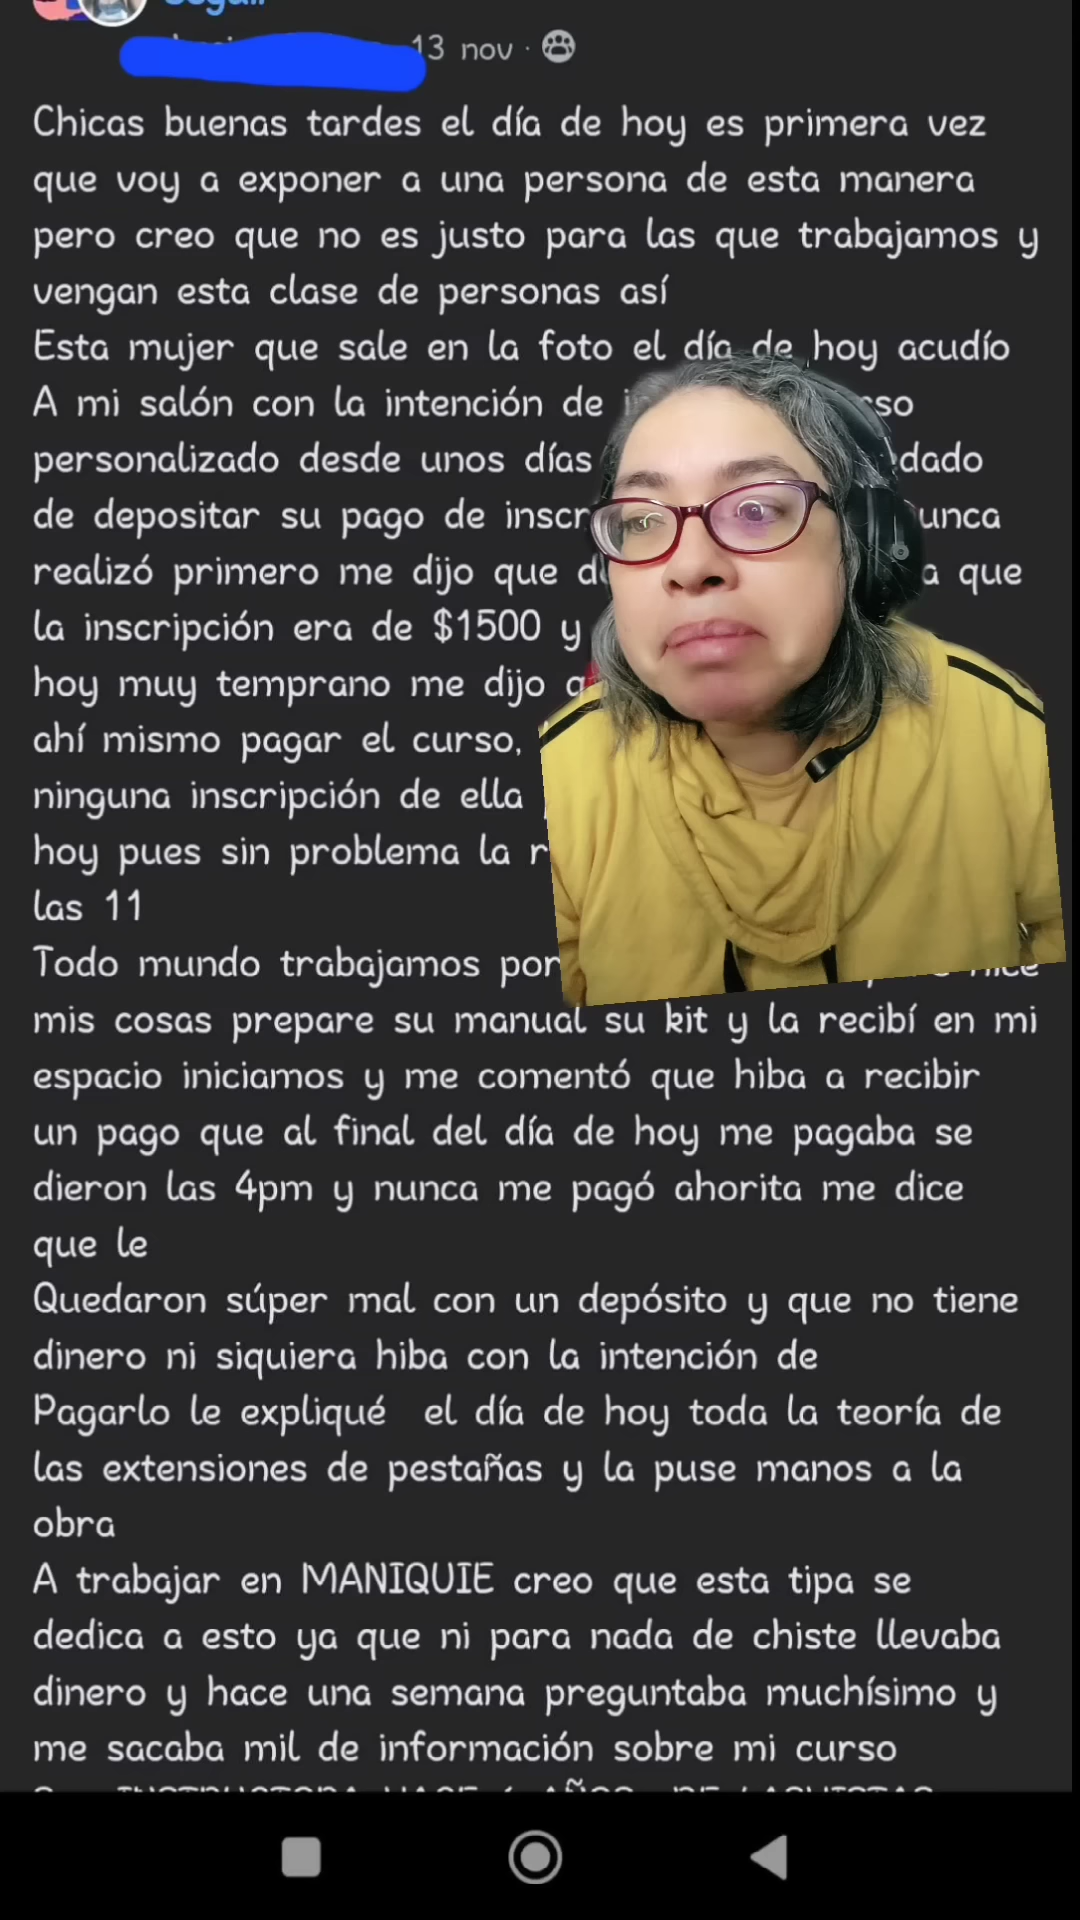 13 nov ·
Chicas buenas tardes el día de hoy es primera vez
que voy a exponer a una persona de esta manera
pero creo que no es justo para las que trabajamos y
vengan esta clase de personas así
Esta mujer que sale en la foto el día de hoy acudío
A mi salón con la intención de
personalizado desde unos días
de depositar su pago de
realizó primero me dijo que que
la inscripción era de $1500 y
hoy muy temprano me dijo
ahí mismo pagar el curso,
ninguna inscripción de ella
hoy pues sin problema la
las 11
Todo mundo trabajamos por
mis cosas prepare su manual su kit y la recibí en mi
espacio iniciamos y me comentó que hiba a recibir
un pago que al final del día de hoy me pagaba se
dieron las 4pm y nunca me pagó ahorita me dice
que le
Quedaron súper mal con un depósito y que no tiene
dinero ni siquiera hiba con la intención de
Pagarlo le expliqué el día de hoy toda la teoría de
las extensiones de pestañas y la puse manos a la
obra
A trabajar en MANIQUIE creo que esta tipa se
dedica a esto ya que ni para nada de chiste llevaba
dinero y hace una semana preguntaba muchísimo y
me sacaba mil de información sobre mi curso